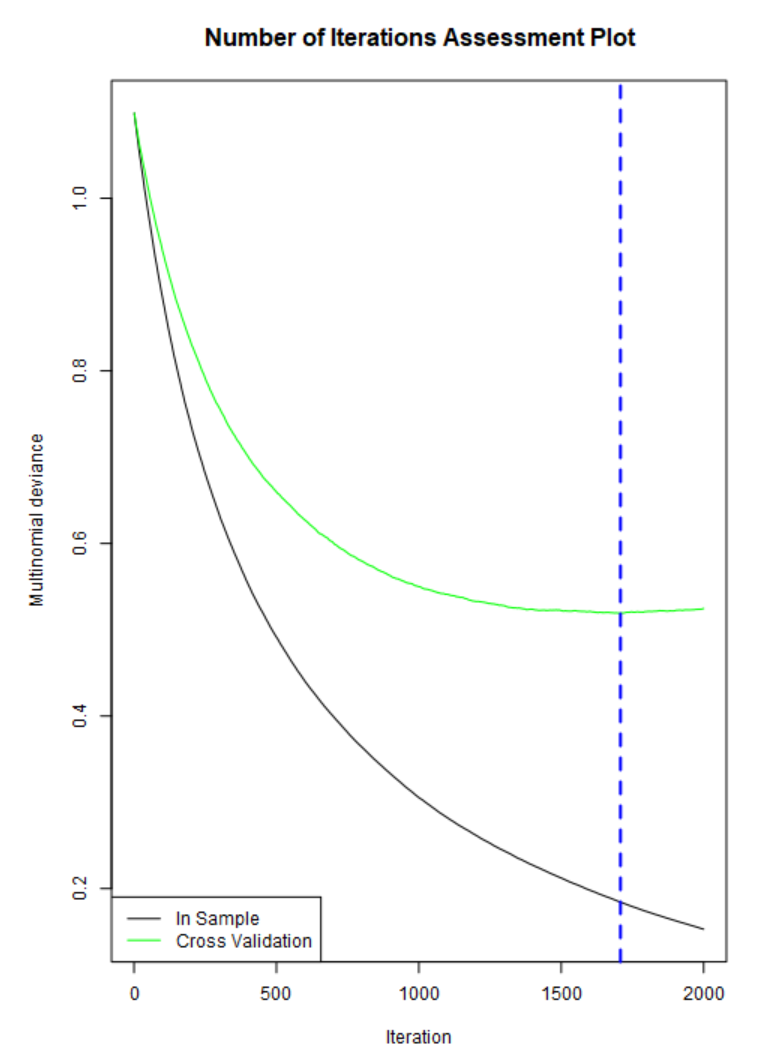 Number of Iterations Assessment Plot
1.0
0.8
0.6
0.4
0.2
Multinomial deviance
In Sample
Cross Validation
0 500 1000 1500 2000
Iteration